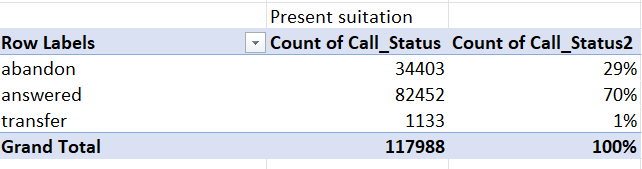 Present suitation
Row Labels Count of Call_Status Count of Call_Status2
abandon 34403 29%
answered 82452 70%
transfer 1133 1%
Grand Total 117988 100%